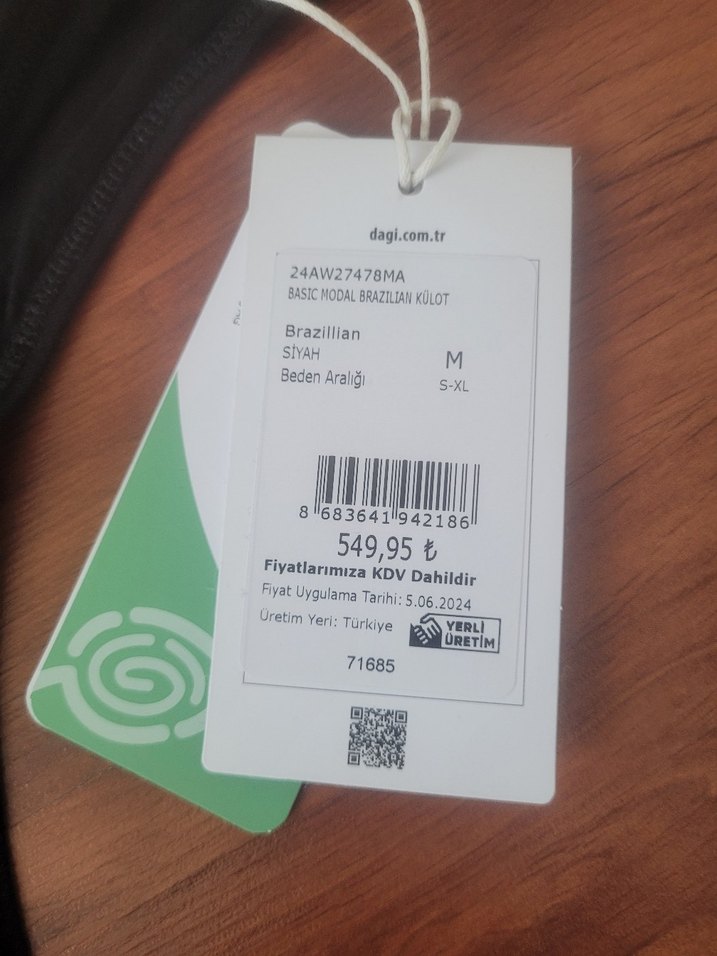 dagi.com.tr
24AW27478MA
BASIC MODAL BRAZILIAN KÜLOT
Brazillian
SİYAH M
Beden Aralığı S-XL
8 683641 942186
549,95 ₺
Fiyatlarımıza KDV Dahildir
Fiyat Uygulama Tarihi: 5.06.2024
Üretim Yeri: Türkiye
YERLİ
ÜRETİM
71685